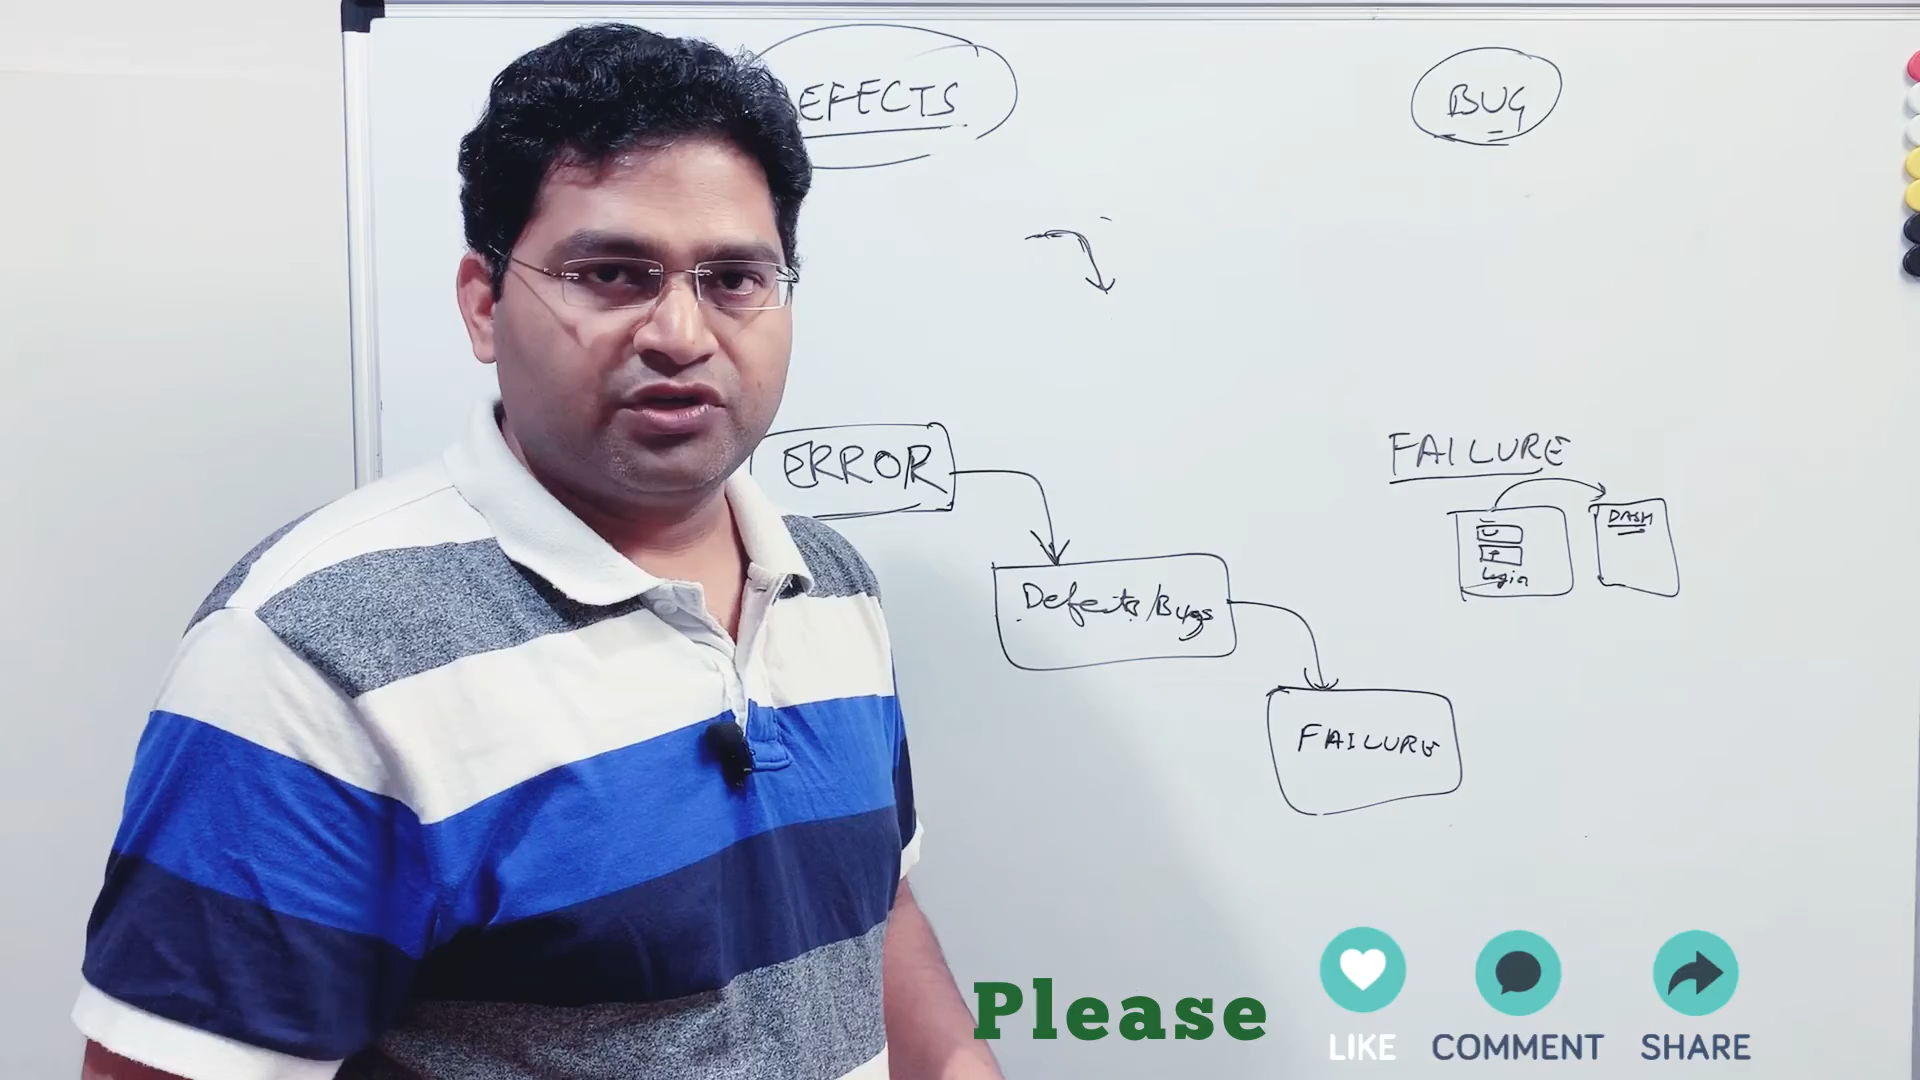 EFECTS
BUG
ERROR
FAILURE
DASH
U
Login
Defects/Bugs
FAILURE
Please
LIKE
COMMENT
SHARE